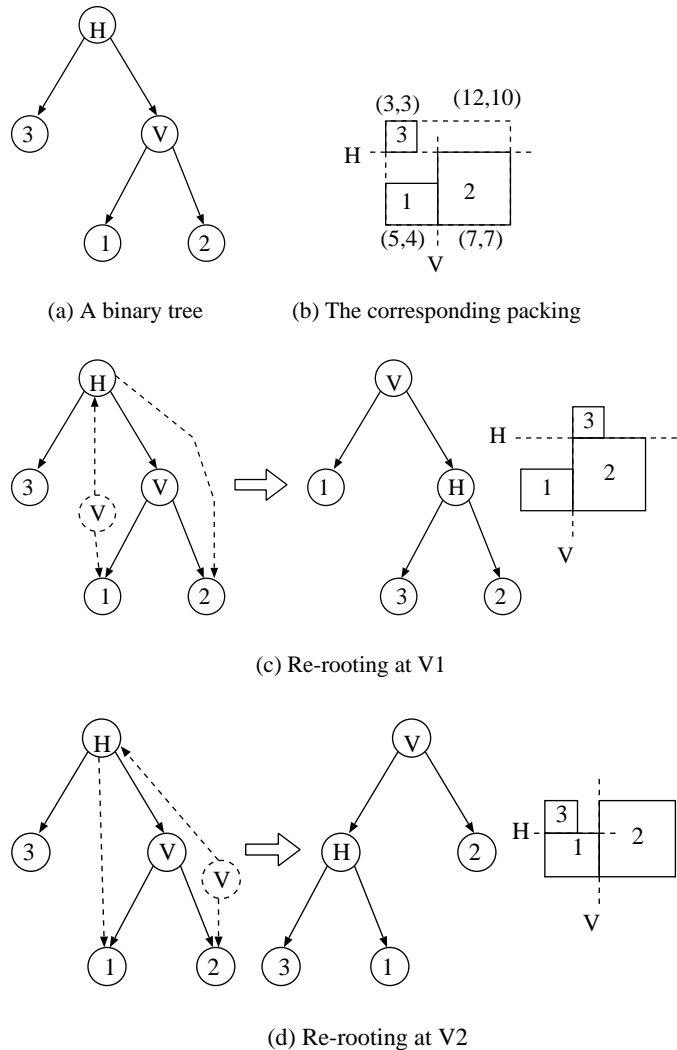 H
3
V
1
2
(a) A binary tree
(3,3)
(12,10)
3
H
1
2
(5,4)
(7,7)
V
(b) The corresponding packing
H
3
V
V
1
2
V
1
H
3
2
3
H
1
2
V
(c) Re-rooting at V1
H
3
V
V
1
2
V
H
2
3
1
3
H
1
2
V
(d) Re-rooting at V2